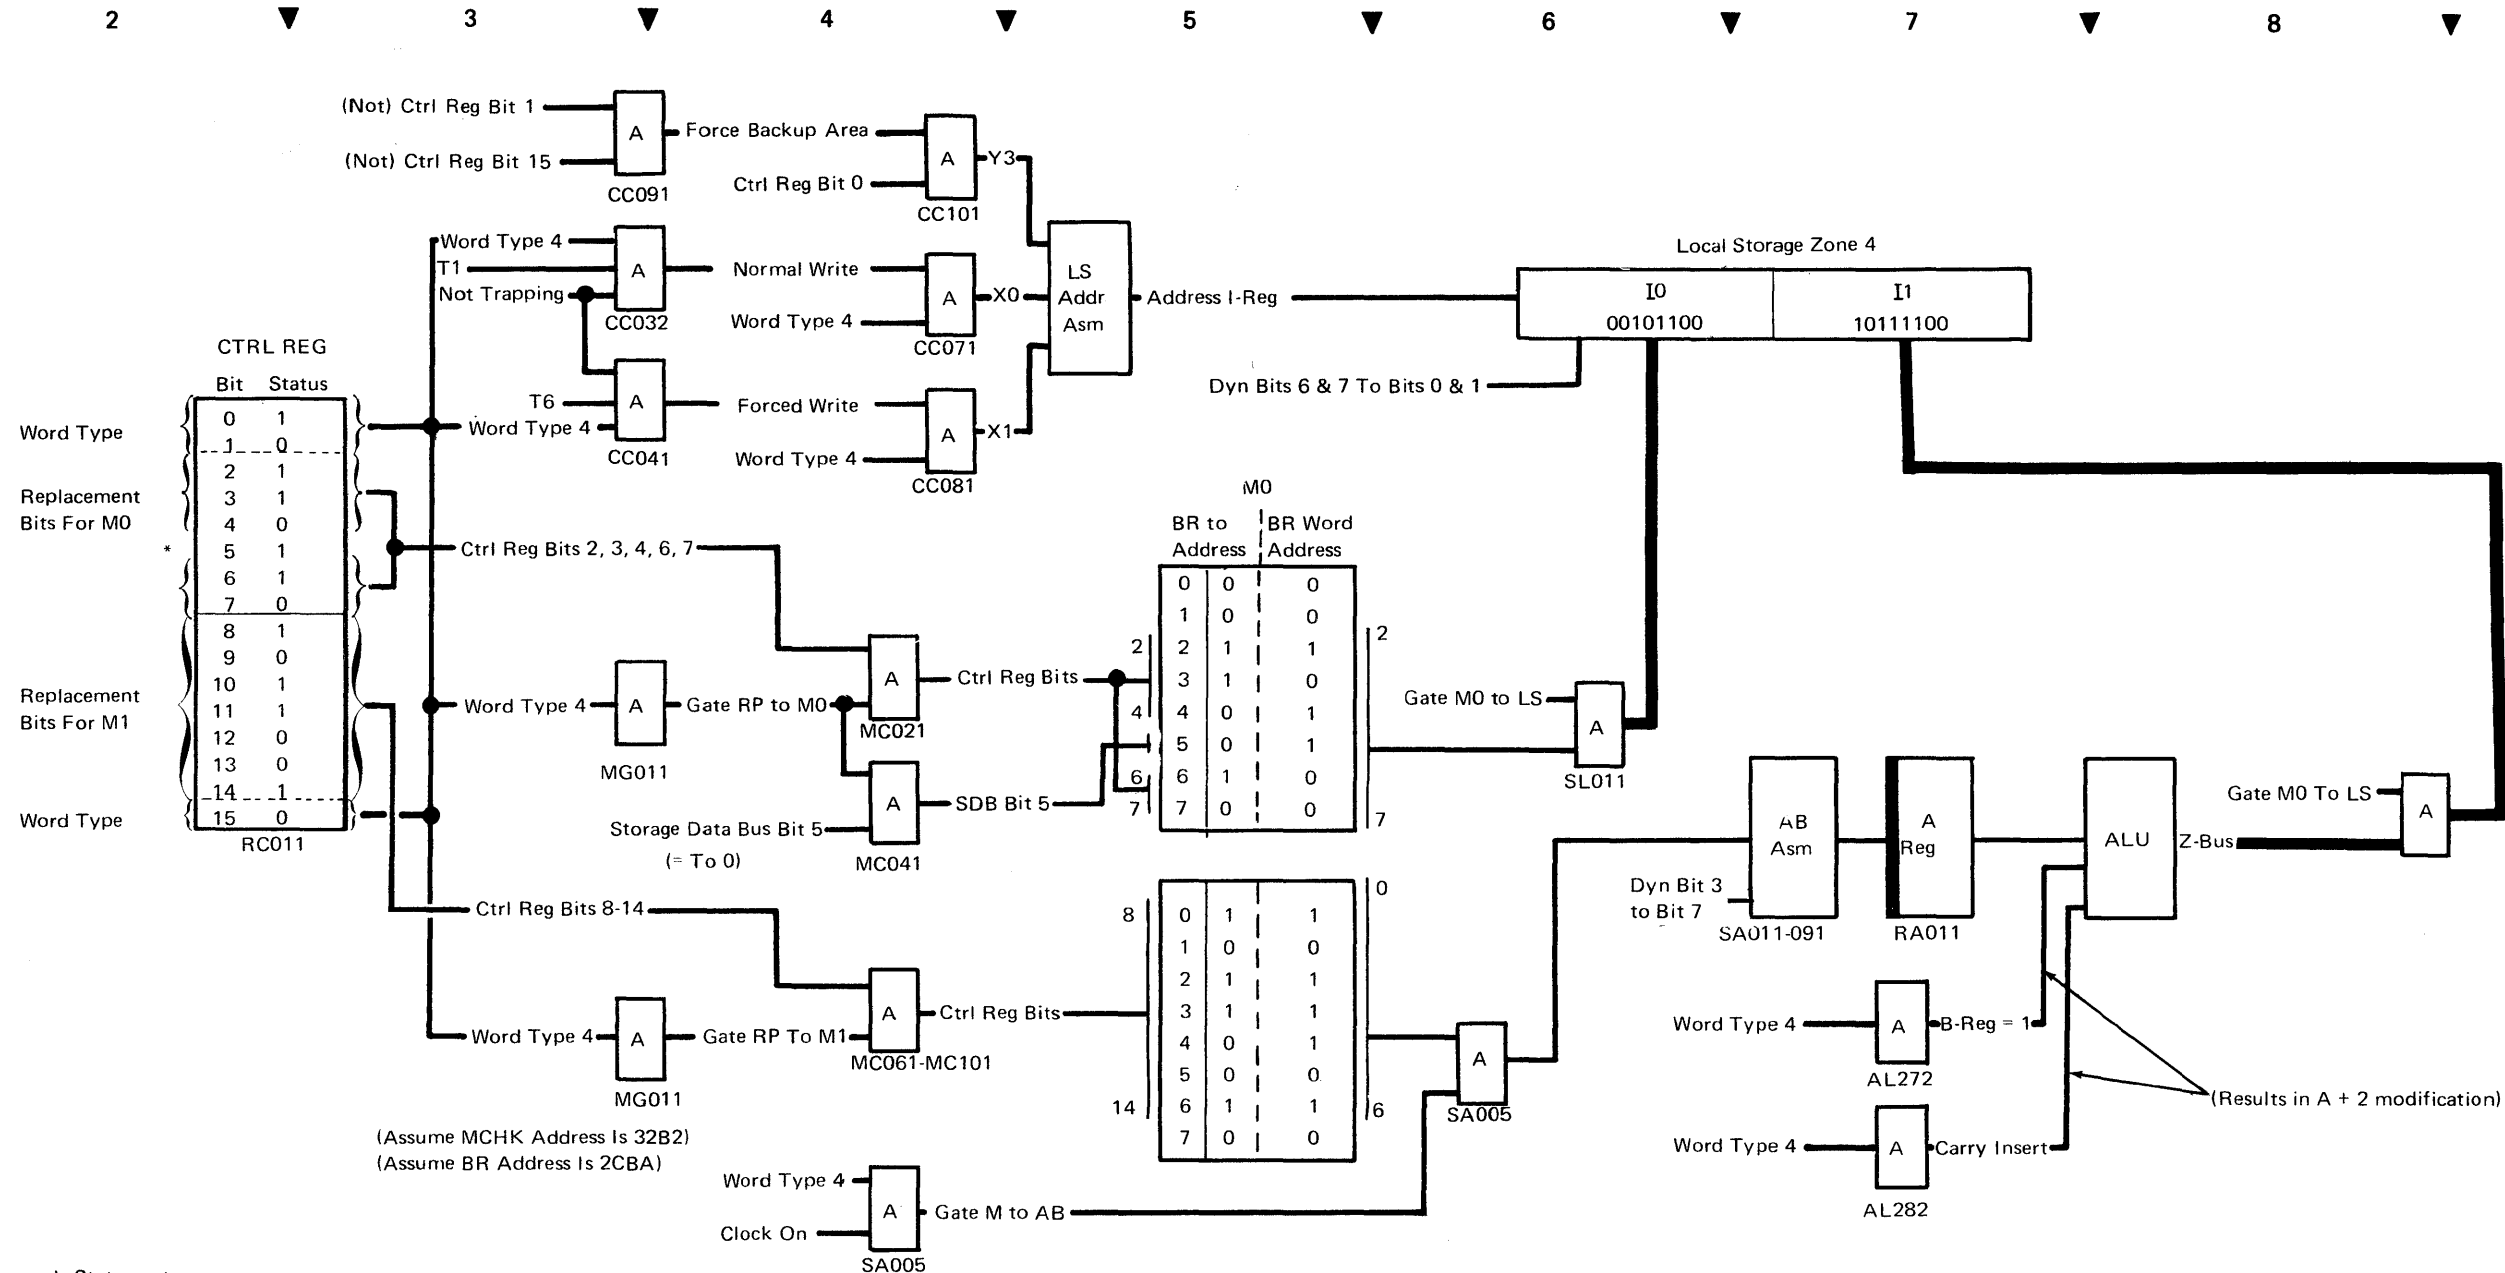 2 3 4 5 6 7 8
(Not) Ctrl Reg Bit 1
(Not) Ctrl Reg Bit 15
A
CC091
Force Backup Area
Ctrl Reg Bit 0
A
CC101
Y3
Word Type 4
T1
Not Trapping
A
CC032
Normal Write
Word Type 4
A
CC071
X0
T6
Word Type 4
A
CC041
Forced Write
Word Type 4
A
CC081
X1
LS
Addr
Asm
Address I-Reg
Local Storage Zone 4
I0 I1
00101100 10111100
Dyn Bits 6 & 7 To Bits 0 & 1
CTRL REG
Bit Status
0 1
1 0
2 1
3 1
4 0
5 1
6 1
7 0
8 1
9 0
10 1
11 1
12 0
13 0
14 1
15 0
RC011
Word Type
Replacement
Bits For M0
*
Replacement
Bits For M1
Word Type
Ctrl Reg Bits 2, 3, 4, 6, 7
Word Type 4
A
MG011
Gate RP to M0
A
MC021
Ctrl Reg Bits
Storage Data Bus Bit 5
(= To 0)
A
MC041
SDB Bit 5
M0
BR to BR Word
Address Address
0 0 0
1 0 0
2 1 1
3 1 0
4 0 1
5 0 1
6 1 0
7 0 0
2
4
6
7
2
7
Gate M0 to LS
A
SL011
Ctrl Reg Bits 8-14
Word Type 4
A
MG011
Gate RP To M1
A
MC061-MC101
Ctrl Reg Bits
8
14
0 1 1
1 0 0
2 1 1
3 1 1
4 0 1
5 0 0
6 1 1
7 0 0
0
6
A
SA005
(Assume MCHK Address Is 32B2)
(Assume BR Address Is 2CBA)
Word Type 4
Clock On
A
SA005
Gate M to AB
AB
Asm
Dyn Bit 3
to Bit 7
SA011-091
A
Reg
RA011
ALU
Z-Bus
Gate M0 To LS
A
Word Type 4
A
AL272
B-Reg = 1
Word Type 4
A
AL282
Carry Insert
(Results in A + 2 modification)